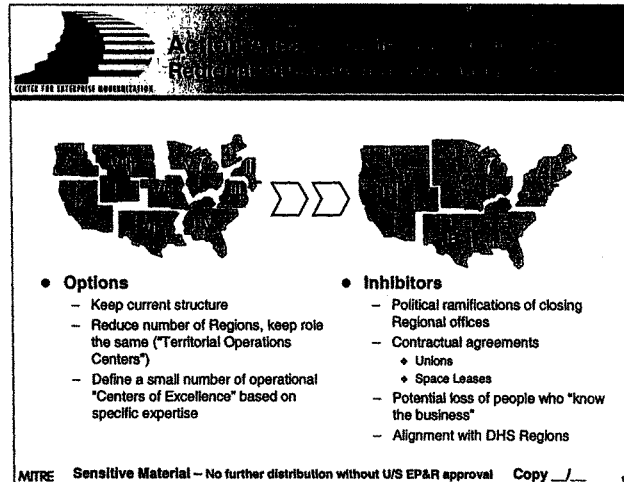 CENTER FOR ENTERPRISE MODERNIZATION
Action
Regional
• Options
– Keep current structure
– Reduce number of Regions, keep role
the same ("Territorial Operations
Centers")
– Define a small number of operational
"Centers of Excellence" based on
specific expertise
• Inhibitors
– Political ramifications of closing
Regional offices
– Contractual agreements
◆ Unions
◆ Space Leases
– Potential loss of people who "know
the business"
– Alignment with DHS Regions
MITRE Sensitive Material – No further distribution without U/S EP&R approval Copy __/__